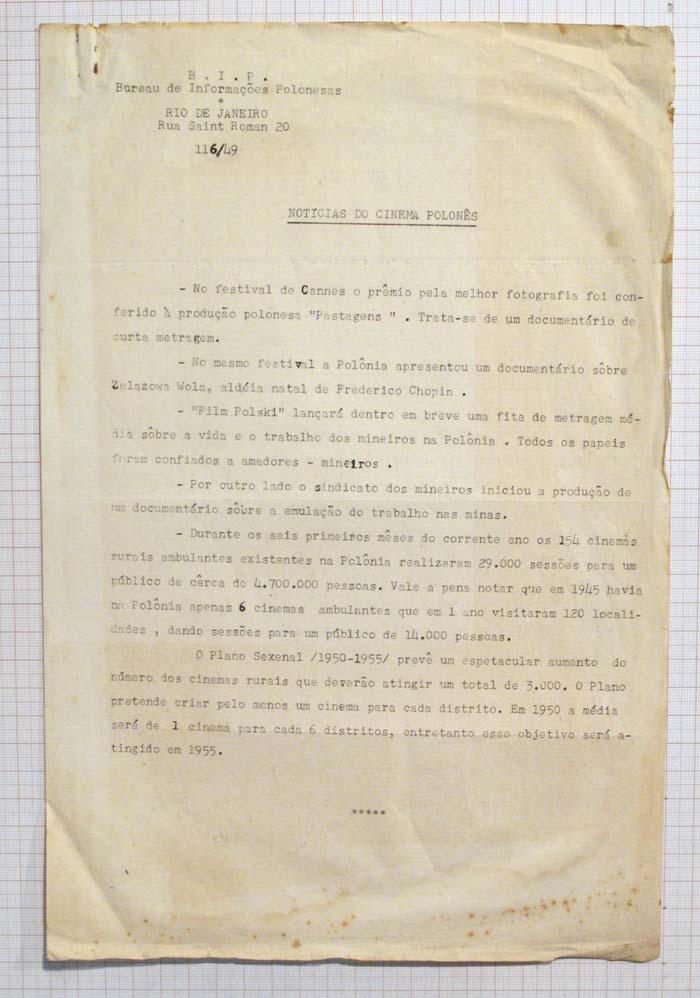 B . I . P .
Bureau de Informações Polonesas
*
RIO DE JANEIRO
Rua Saint Roman 20
116/49
NOTÍCIAS DO CINEMA POLONÊS
- No festival de Cannes o prêmio pela melhor fotografia foi con-
ferido à produção polonesa "Pastagens " . Trata-se de um documentário de
curta metragem.
- No mesmo festival a Polônia apresentou um documentário sôbre
Zelazowa Wola, aldéia natal de Frederico Chopin .
- "Film Polski" lançará dentro em breve uma fita de metragem mé-
dia sôbre a vida e o trabalho dos mineiros na Polônia . Todos os papeis
foram confiados a amadores - mineiros .
- Por outro lado o sindicato dos mineiros iniciou a produção de
um documentário sôbre a emulação do trabalho nas minas.
- Durante os seis primeiros mêses do corrente ano os 154 cinemas
rurais ambulantes existentes na Polônia realizaram 29.000 sessões para um
público de cêrca de 4.700.000 pessoas. Vale a pena notar que em 1945 havia
na Polônia apenas 6 cinemas ambulantes que em 1 ano visitaram 120 locali-
dades , dando sessões para um público de 14.000 pessoas.
O Plano Sexenal /1950-1955/ prevê um espetacular aumento do
número dos cinemas rurais que deverão atingir um total de 3.000. O Plano
pretende criar pelo menos um cinema para cada distrito. Em 1950 a média
será de 1 cinema para cada 6 distritos, entretanto esse objetivo será a-
tingido em 1955.
*****